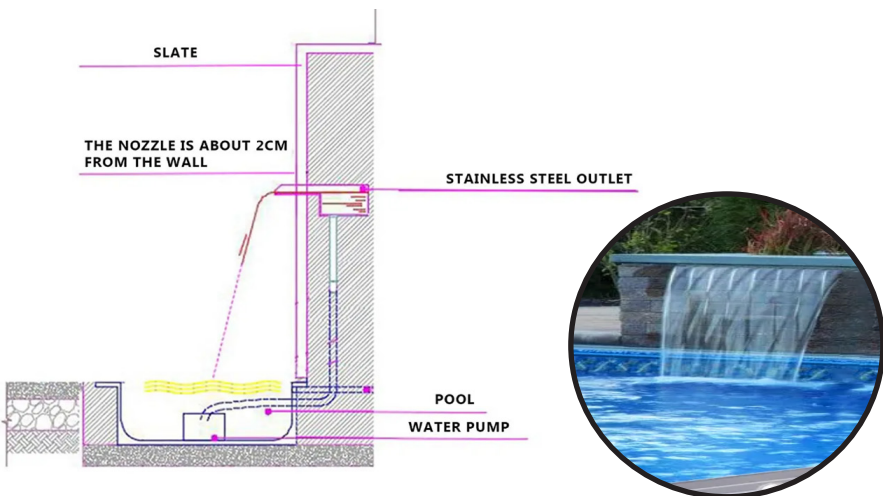 SLATE
THE NOZZLE IS ABOUT 2CM
FROM THE WALL
STAINLESS STEEL OUTLET
POOL
WATER PUMP